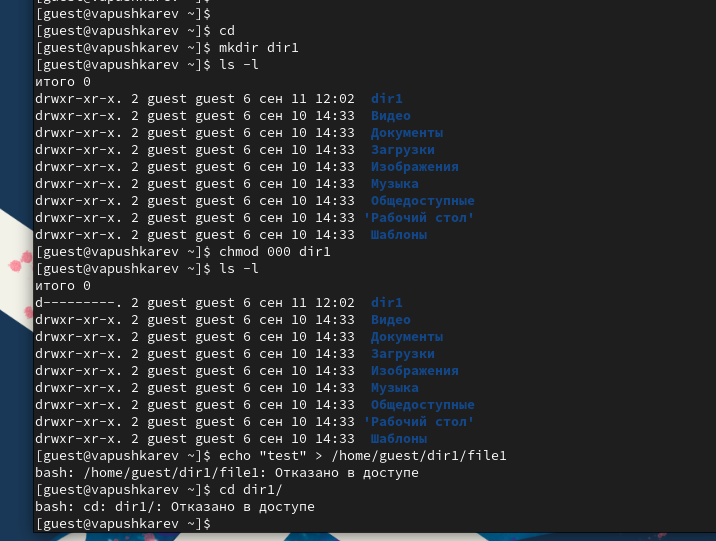 [guest@vapushkarev ~]$
[guest@vapushkarev ~]$
[guest@vapushkarev ~]$ cd
[guest@vapushkarev ~]$ mkdir dir1
[guest@vapushkarev ~]$ ls -l
итого 0
drwxr-xr-x. 2 guest guest 6 сен 11 12:02  dir1
drwxr-xr-x. 2 guest guest 6 сен 10 14:33  Видео
drwxr-xr-x. 2 guest guest 6 сен 10 14:33  Документы
drwxr-xr-x. 2 guest guest 6 сен 10 14:33  Загрузки
drwxr-xr-x. 2 guest guest 6 сен 10 14:33  Изображения
drwxr-xr-x. 2 guest guest 6 сен 10 14:33  Музыка
drwxr-xr-x. 2 guest guest 6 сен 10 14:33  Общедоступные
drwxr-xr-x. 2 guest guest 6 сен 10 14:33 'Рабочий стол'
drwxr-xr-x. 2 guest guest 6 сен 10 14:33  Шаблоны
[guest@vapushkarev ~]$ chmod 000 dir1
[guest@vapushkarev ~]$ ls -l
итого 0
d---------. 2 guest guest 6 сен 11 12:02  dir1
drwxr-xr-x. 2 guest guest 6 сен 10 14:33  Видео
drwxr-xr-x. 2 guest guest 6 сен 10 14:33  Документы
drwxr-xr-x. 2 guest guest 6 сен 10 14:33  Загрузки
drwxr-xr-x. 2 guest guest 6 сен 10 14:33  Изображения
drwxr-xr-x. 2 guest guest 6 сен 10 14:33  Музыка
drwxr-xr-x. 2 guest guest 6 сен 10 14:33  Общедоступные
drwxr-xr-x. 2 guest guest 6 сен 10 14:33 'Рабочий стол'
drwxr-xr-x. 2 guest guest 6 сен 10 14:33  Шаблоны
[guest@vapushkarev ~]$ echo "test" > /home/guest/dir1/file1
bash: /home/guest/dir1/file1: Отказано в доступе
[guest@vapushkarev ~]$ cd dir1/
bash: cd: dir1/: Отказано в доступе
[guest@vapushkarev ~]$